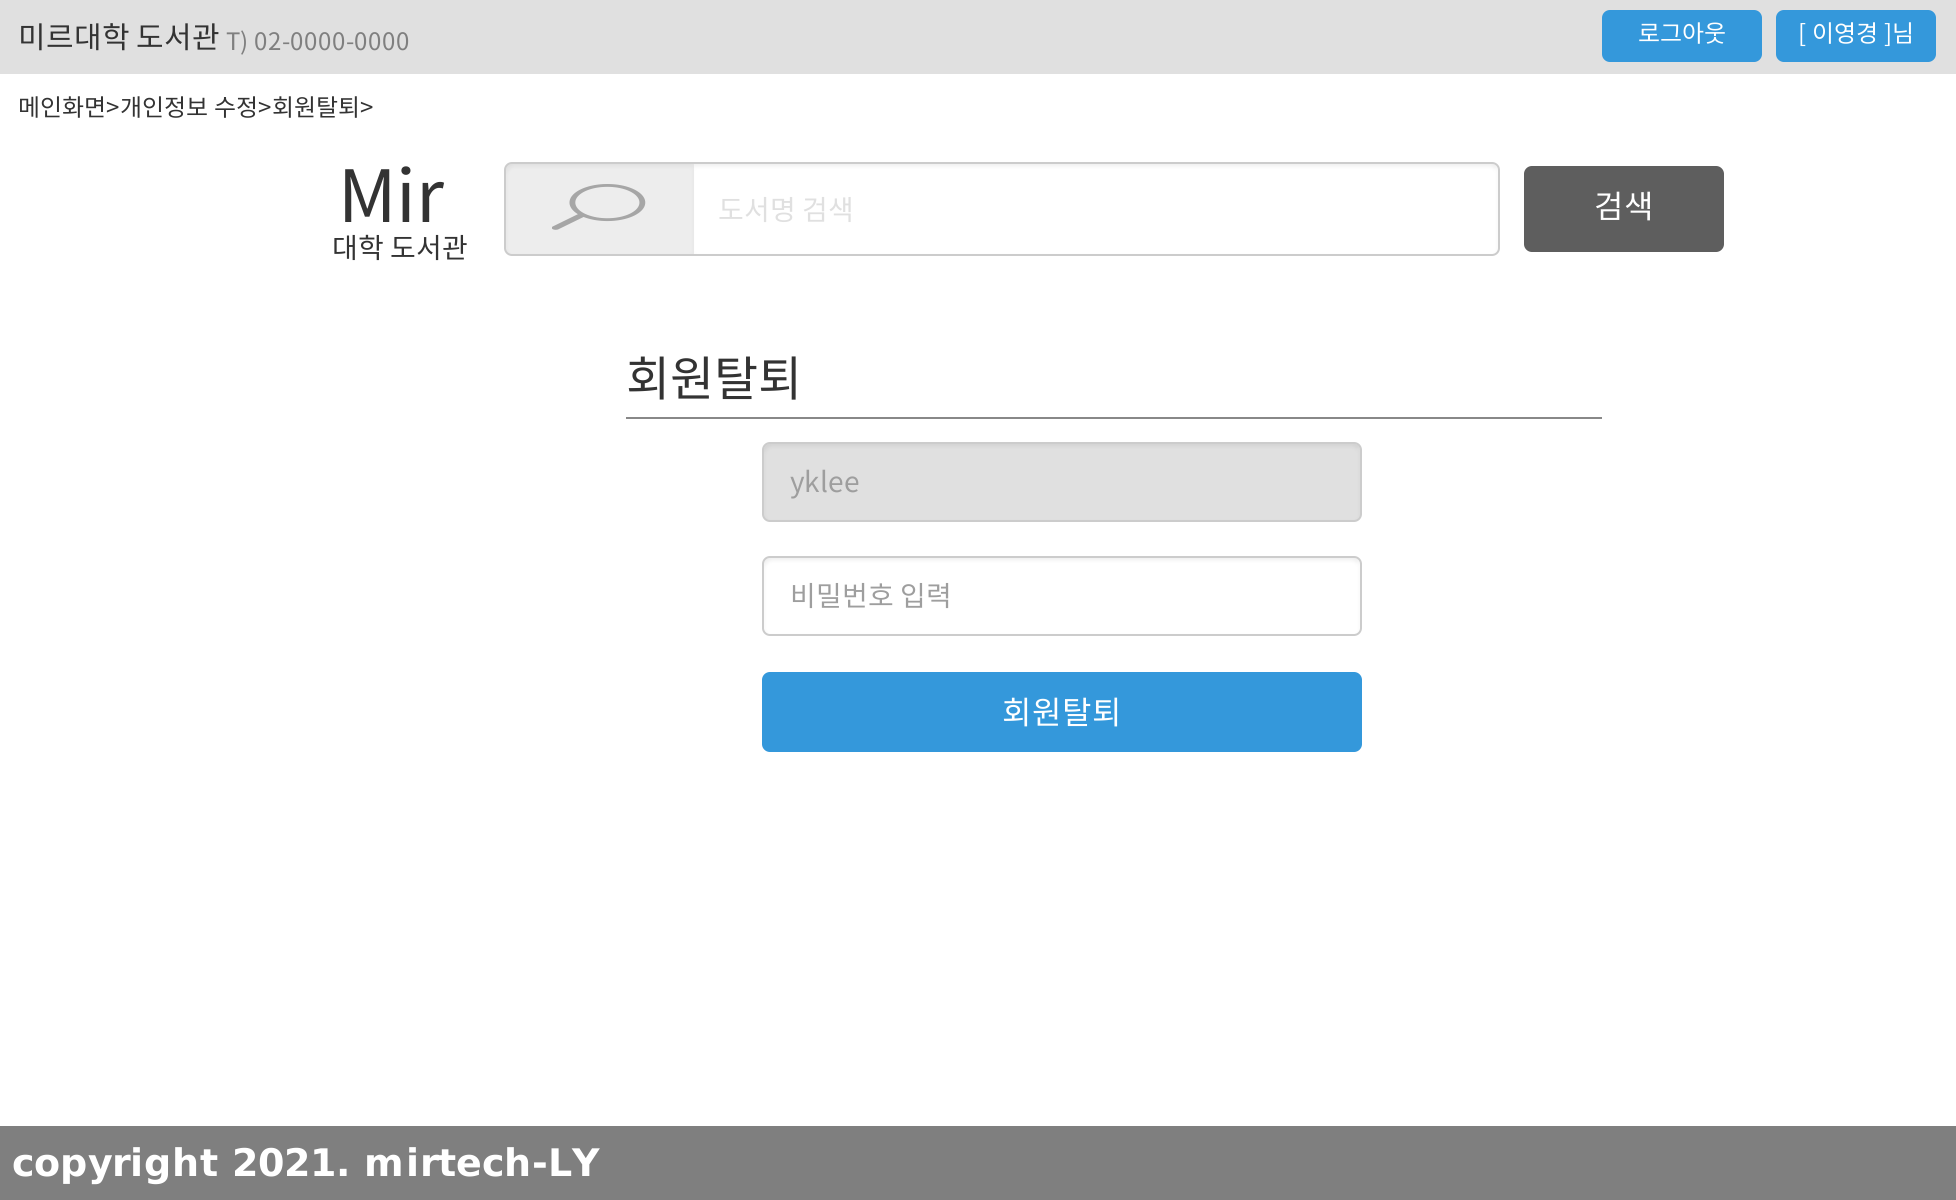 미르대학 도서관 T) 02-0000-0000
로그아웃
[ 이영경 ]님
메인화면>개인정보 수정>회원탈퇴>
Mir
대학 도서관
도서명 검색
검색
회원탈퇴
yklee
비밀번호 입력
회원탈퇴
copyright 2021. mirtech-LY